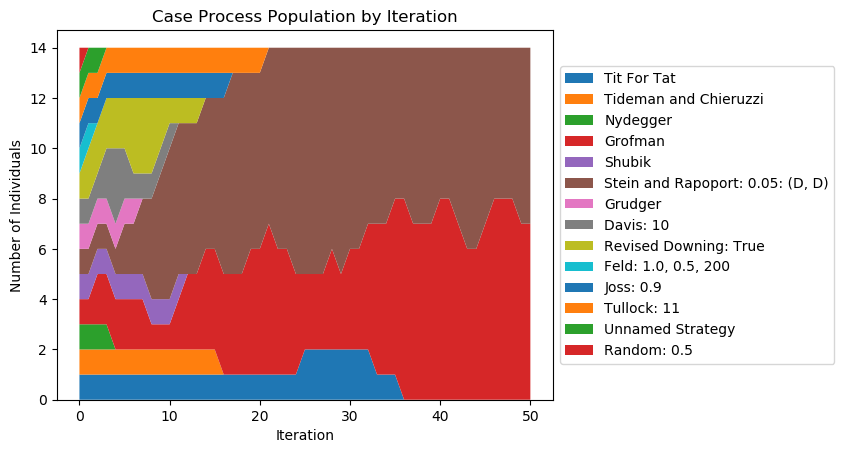 Case Process Population by Iteration
Number of Individuals
14
12
10
8
6
4
2
0
0 10 20 30 40 50
Iteration
Tit For Tat
Tideman and Chieruzzi
Nydegger
Grofman
Shubik
Stein and Rapoport: 0.05: (D, D)
Grudger
Davis: 10
Revised Downing: True
Feld: 1.0, 0.5, 200
Joss: 0.9
Tullock: 11
Unnamed Strategy
Random: 0.5